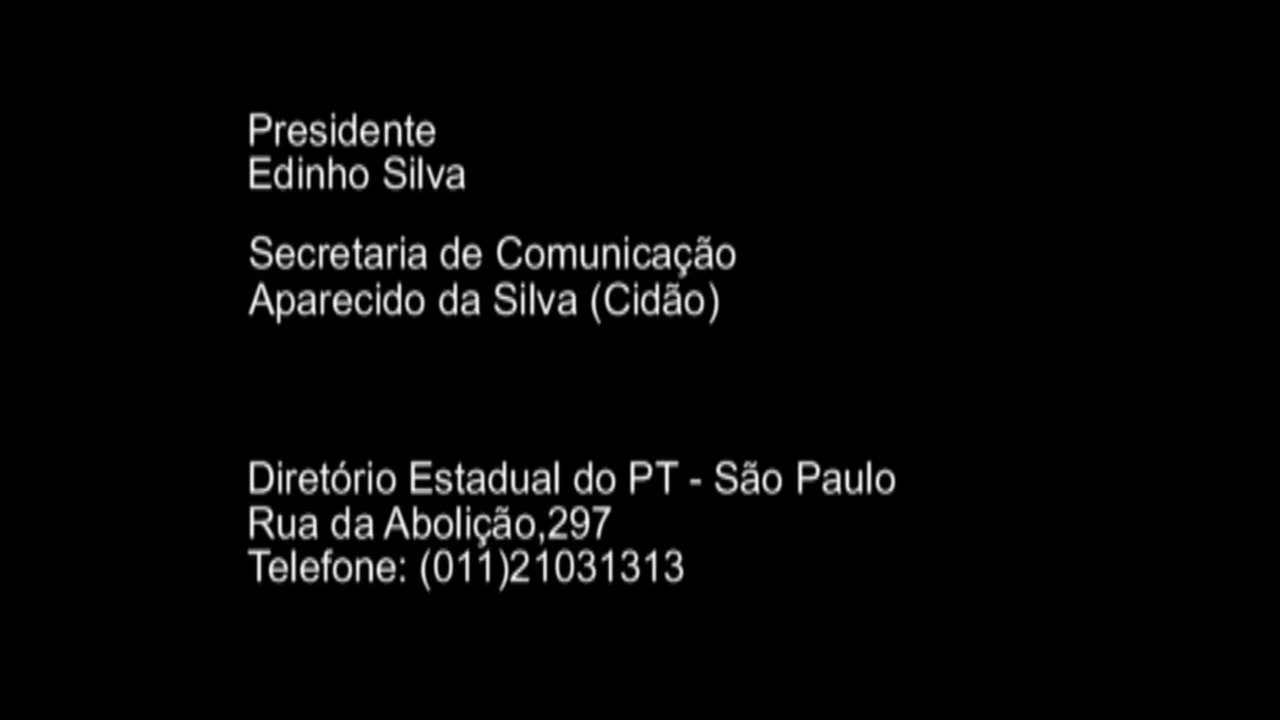 Presidente
Edinho Silva
Secretaria de Comunicação
Aparecido da Silva (Cidão)
Diretório Estadual do PT - São Paulo
Rua da Abolição,297
Telefone: (011)21031313